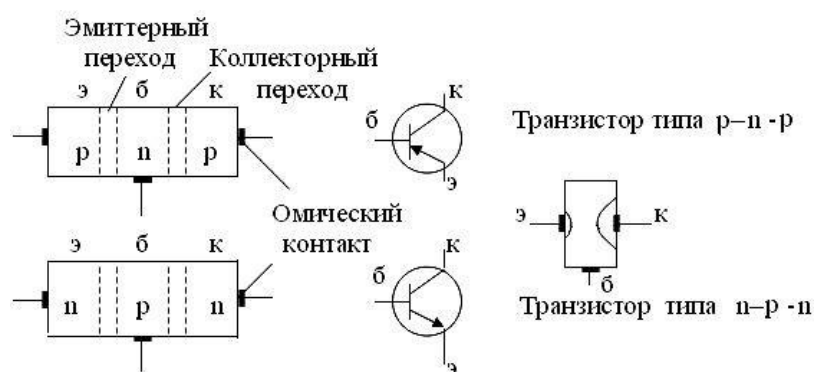 Эмиттерный
переход
Коллекторный
переход
э б к
p n p
к
б
э
Транзистор типа p–n -p
Омический
контакт
э к
б
э б к
n p n
к
б
э
Транзистор типа n–p -n